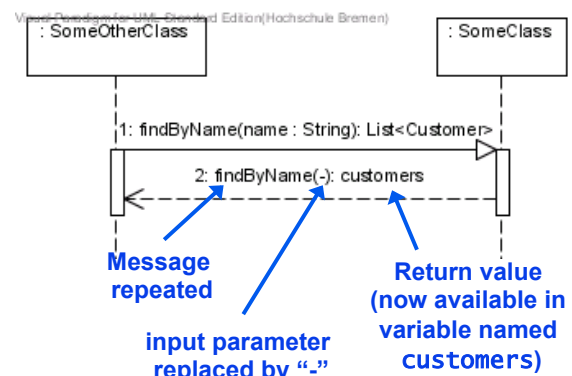 Visual Paradigm for UML Standard Edition(Hochschule Bremen)
: SomeOtherClass
: SomeClass
1: findByName(name : String): List<Customer>
2: findByName(-): customers
Message
repeated
Return value
(now available in
variable named
customers)
input parameter
replaced by “-”